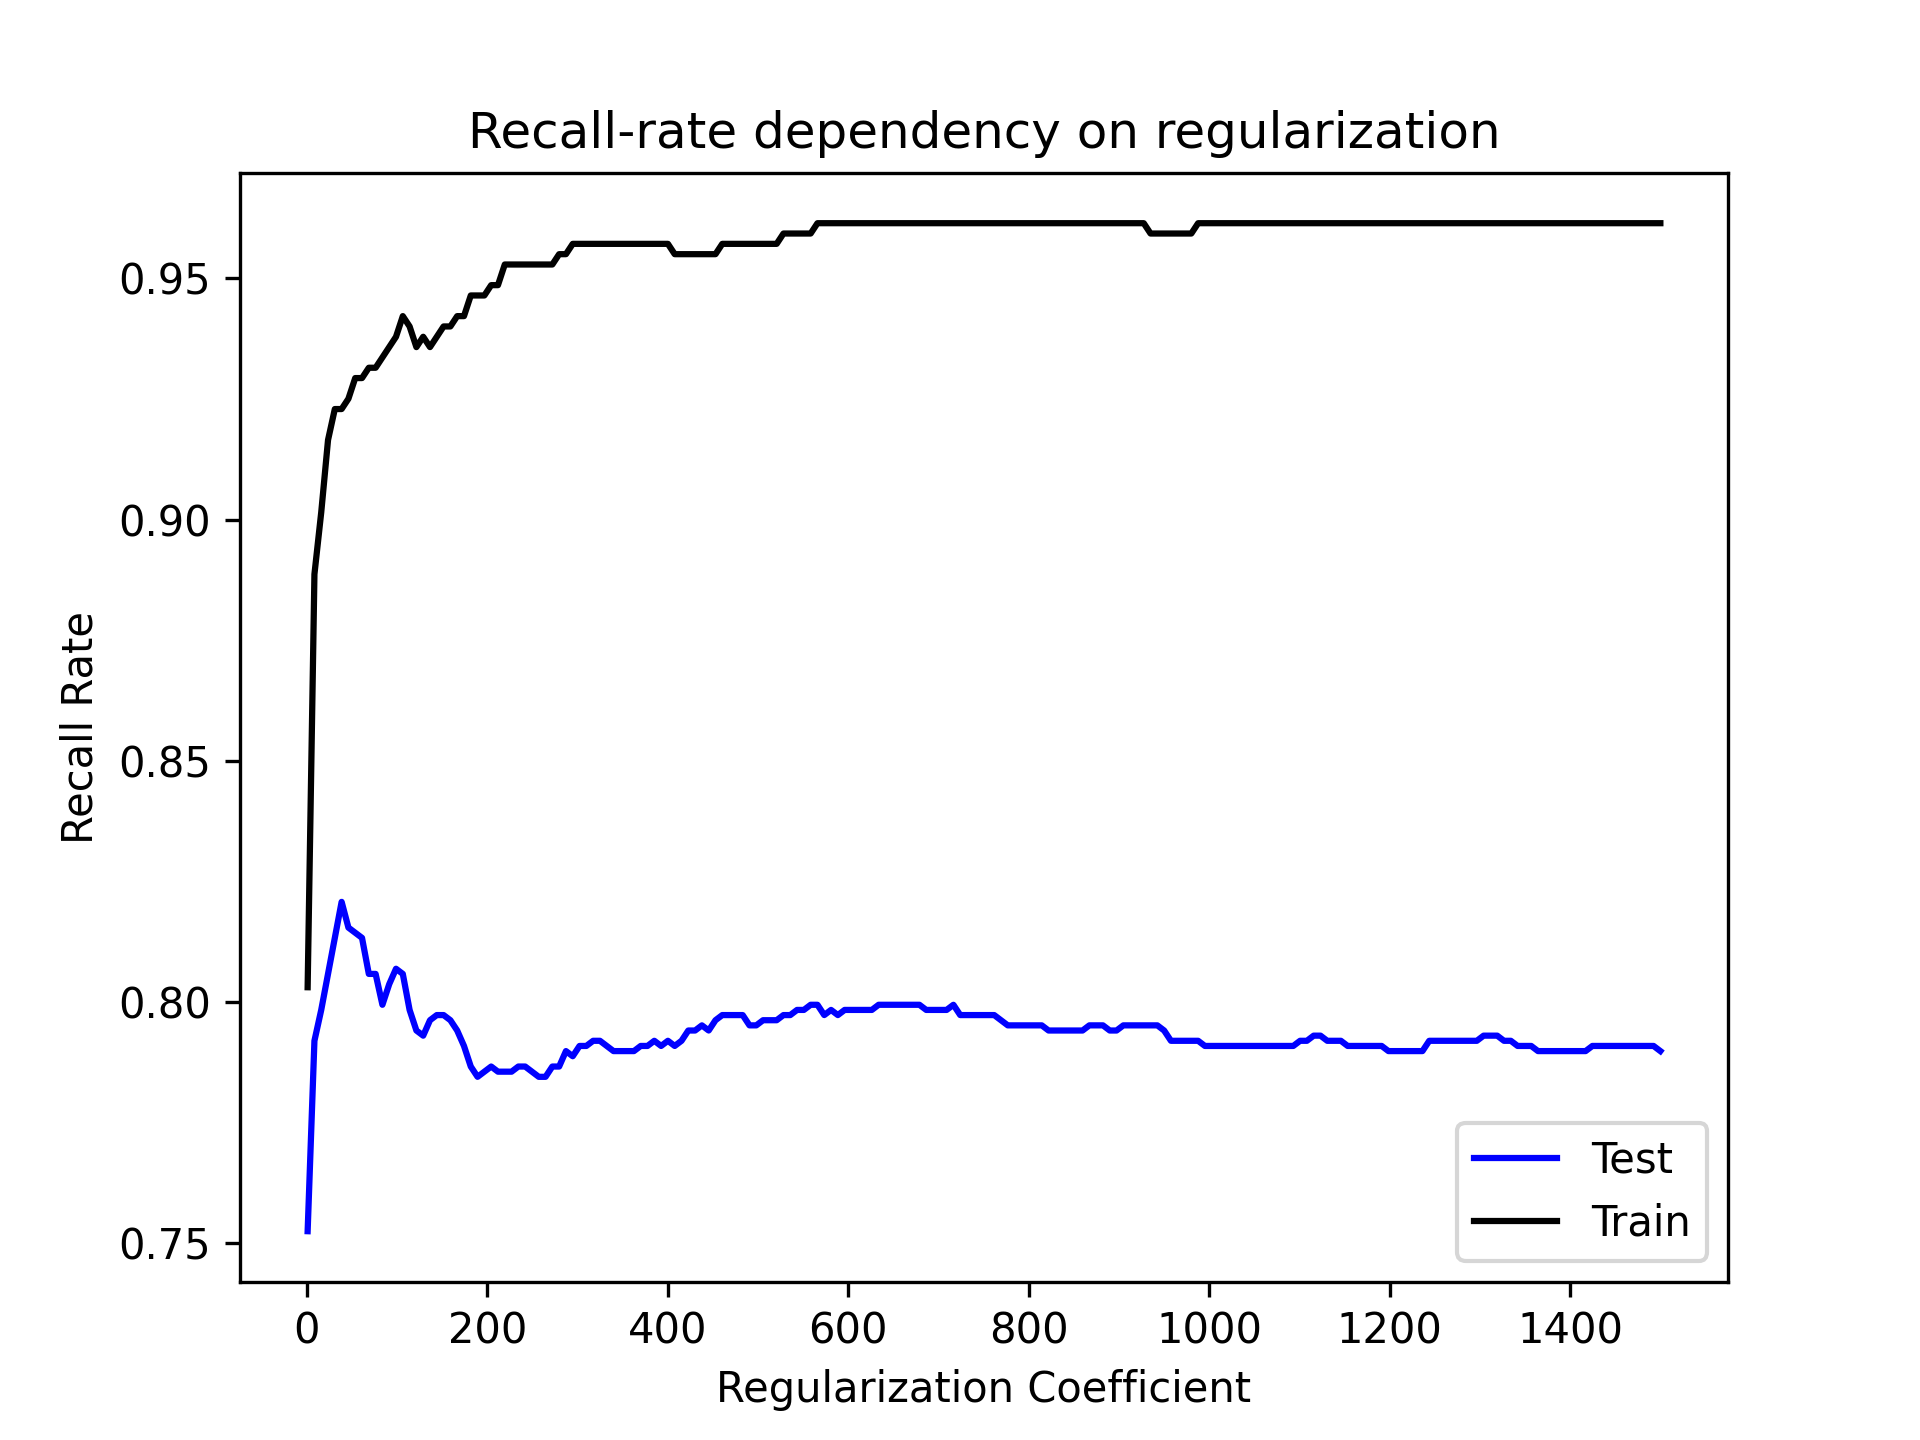 Recall-rate dependency on regularization
Recall Rate
0.95
0.90
0.85
0.80
0.75
Test
Train
0 200 400 600 800 1000 1200 1400
Regularization Coefficient